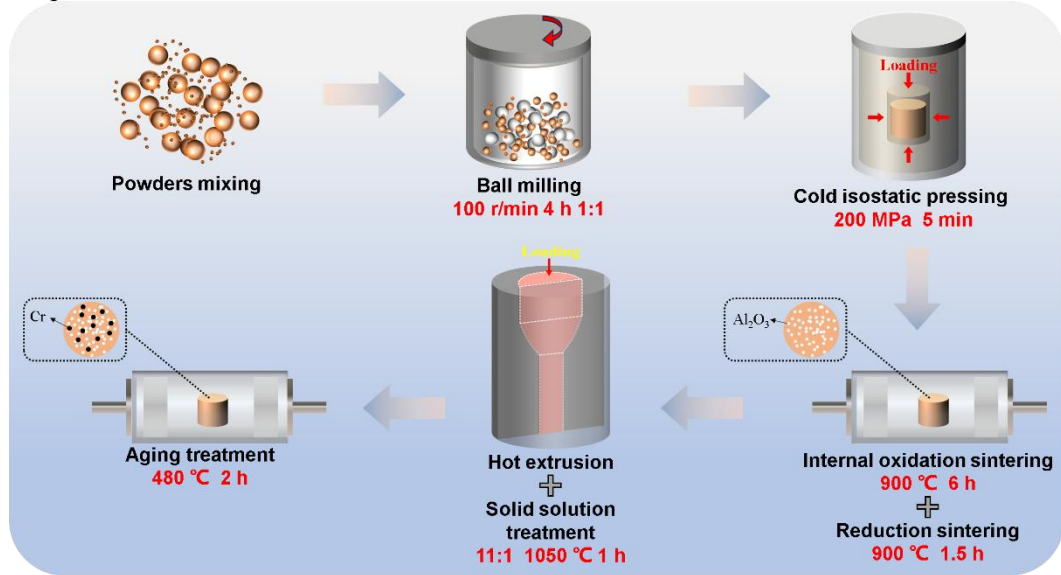 Powders mixing
Ball milling
100 r/min 4 h 1:1
Loading
Cold isostatic pressing
200 MPa 5 min
Al₂O₃
Internal oxidation sintering
900 ℃ 6 h
Reduction sintering
900 ℃ 1.5 h
Loading
Hot extrusion
Solid solution
treatment
11:1 1050 ℃ 1 h
Cr
Aging treatment
480 ℃ 2 h